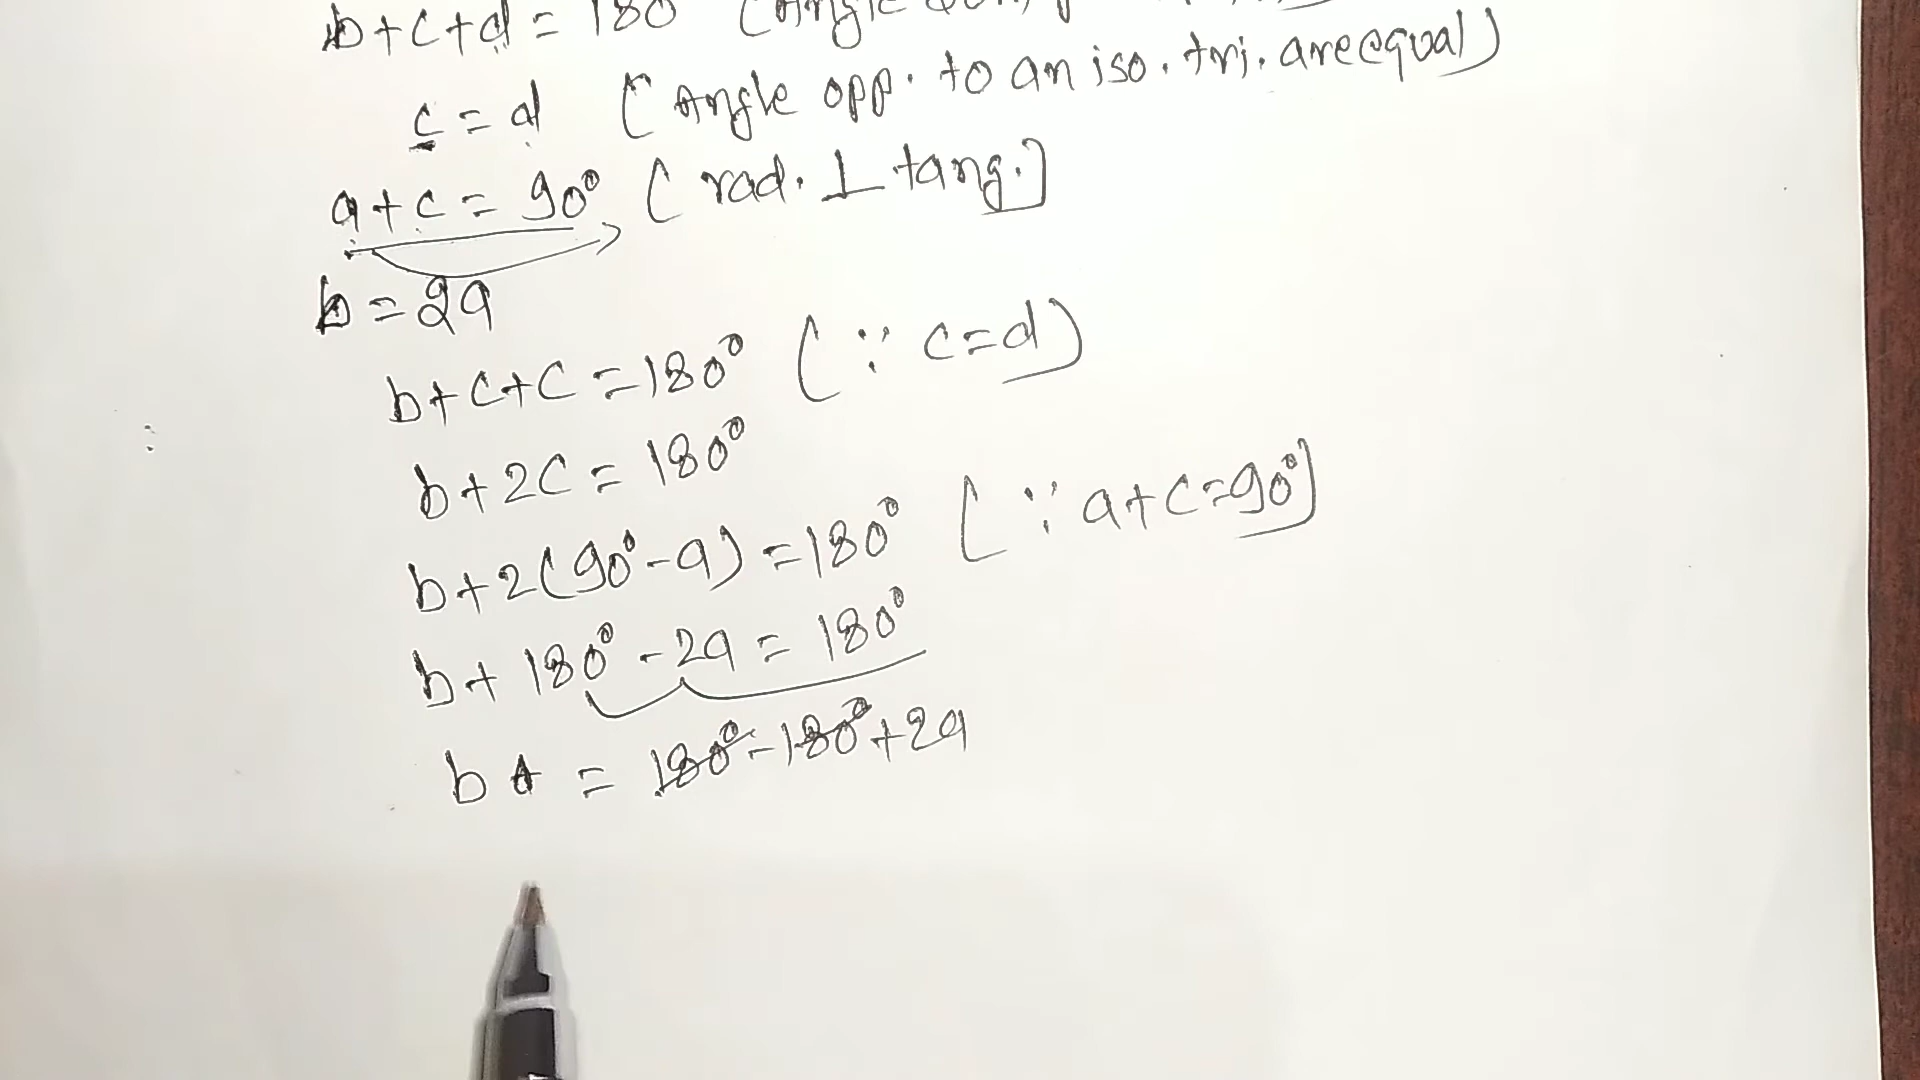 b+c+d = 180 (Angle
c = d [Angle opp. to an iso. tri. are equal)
a+c = 90° [rad. ⊥ tang.]
b = 2a
b+c+c = 180° (∵ c=d)
b+2c = 180°
b+2(90°-a) = 180° [∵ a+c=90°]
b+180°-2a = 180°
b = 180°-180°+2a